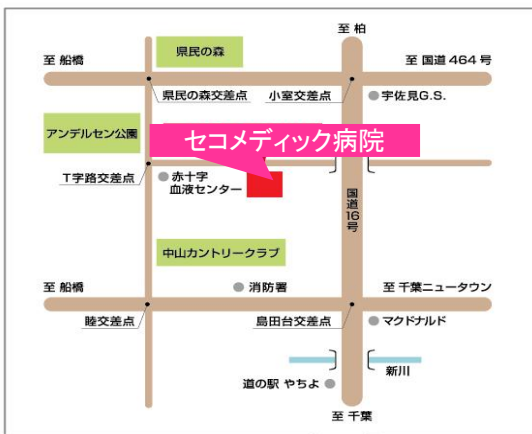 至 柏
県民の森
至 船橋
至 国道 464 号
県民の森交差点
小室交差点
宇佐見G.S.
アンデルセン公園
セコメディック病院
T字路交差点
赤十字
血液センター
国道16号
中山カントリークラブ
至 船橋
消防署
至 千葉ニュータウン
睦交差点
島田台交差点
マクドナルド
新川
道の駅 やちよ
至 千葉